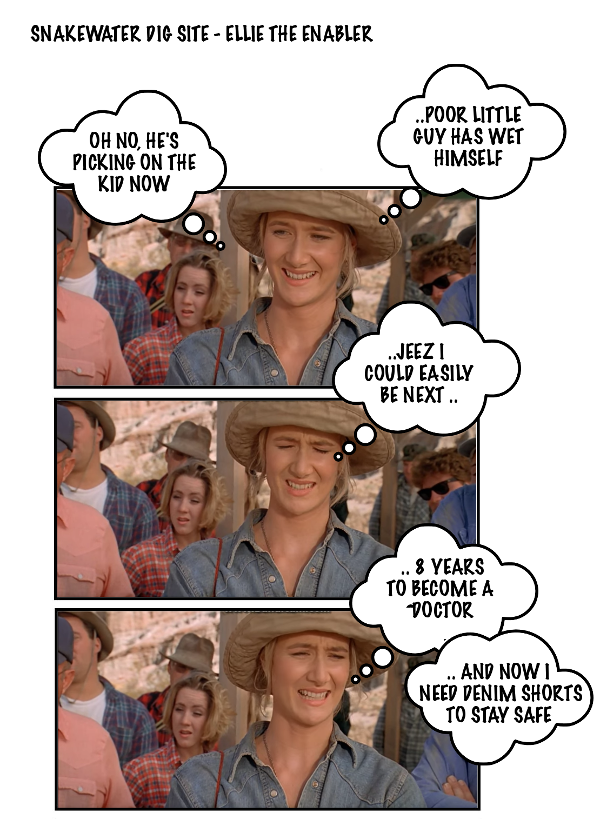 SNAKEWATER DIG SITE - ELLIE THE ENABLER
OH NO, HE'S
PICKING ON THE
KID NOW
..POOR LITTLE
GUY HAS WET
HIMSELF
..JEEZ I
COULD EASILY
BE NEXT ..
.. 8 YEARS
TO BECOME A
DOCTOR
.. AND NOW I
NEED DENIM SHORTS
TO STAY SAFE